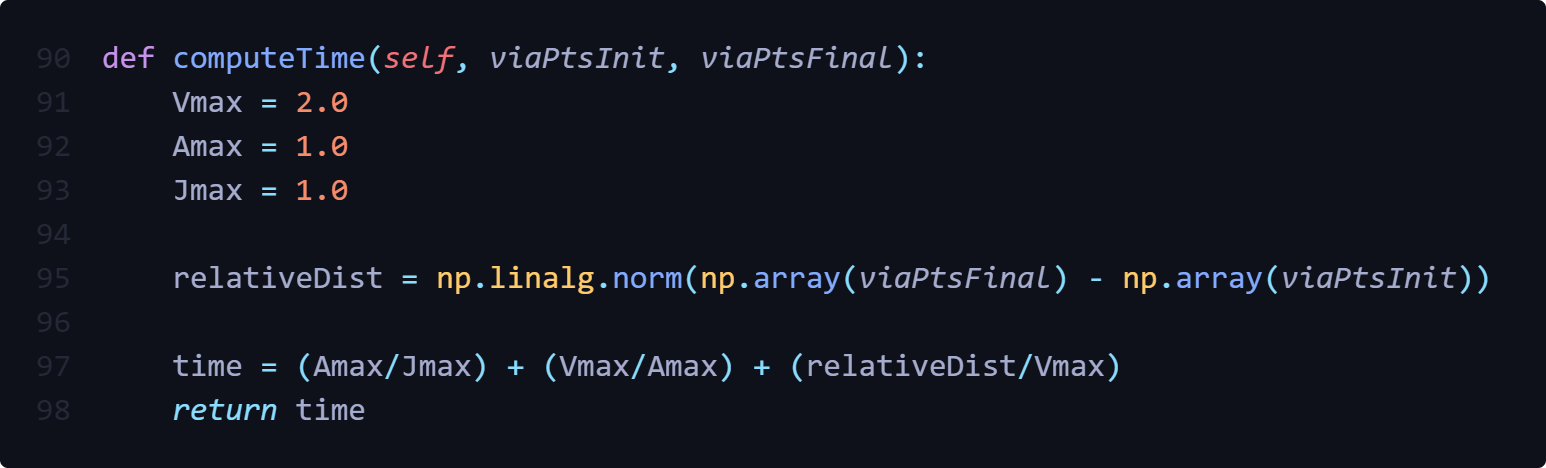 90 def computeTime(self, viaPtsInit, viaPtsFinal):
91     Vmax = 2.0
92     Amax = 1.0
93     Jmax = 1.0
94
95     relativeDist = np.linalg.norm(np.array(viaPtsFinal) - np.array(viaPtsInit))
96
97     time = (Amax/Jmax) + (Vmax/Amax) + (relativeDist/Vmax)
98     return time